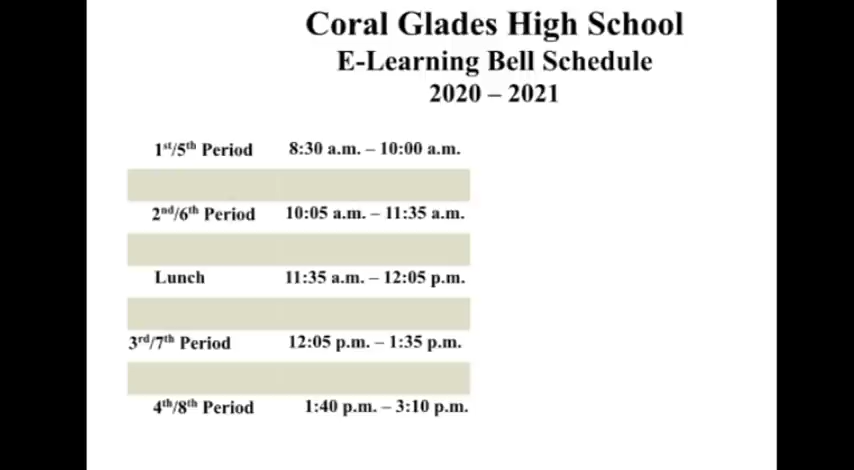 Coral Glades High School
E-Learning Bell Schedule
2020 – 2021
1st/5th Period 8:30 a.m. – 10:00 a.m.
2nd/6th Period 10:05 a.m. – 11:35 a.m.
Lunch 11:35 a.m. – 12:05 p.m.
3rd/7th Period 12:05 p.m. – 1:35 p.m.
4th/8th Period 1:40 p.m. – 3:10 p.m.